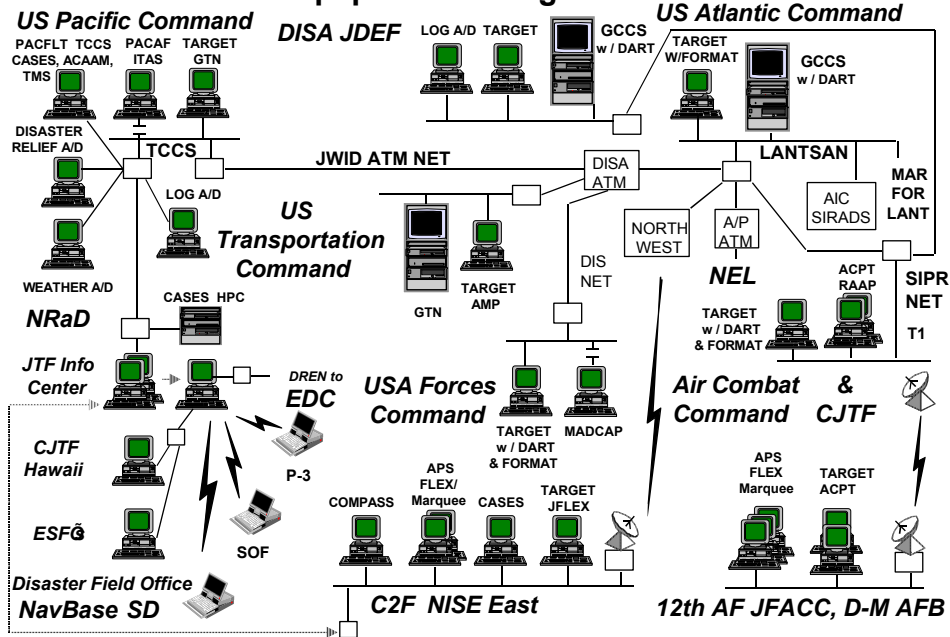 US Pacific Command
PACFLT TCCS
CASES, ACAAM,
TMS
PACAF
ITAS
TARGET
GTN
DISA JDEF
LOG A/D
TARGET
GCCS
w / DART
US Atlantic Command
TARGET
W/FORMAT
GCCS
w / DART
DISASTER
RELIEF A/D
TCCS
JWID ATM NET
DISA
ATM
LANTSAN
MAR
FOR
LANT
LOG A/D
AIC
SIRADS
WEATHER A/D
US
Transportation
Command
GTN
TARGET
AMP
DIS
NET
NORTH
WEST
A/P
ATM
NEL
SIPR
NET
T1
NRaD
CASES HPC
ACPT
RAAP
TARGET
w / DART
& FORMAT
JTF Info
Center
DREN to
EDC
USA Forces
Command
TARGET
w / DART
& FORMAT
MADCAP
Air Combat
Command
&
CJTF
CJTF
Hawaii
P-3
SOF
COMPASS
APS
FLEX/
Marquee
CASES
TARGET
JFLEX
APS
FLEX
Marquee
TARGET
ACPT
Disaster Field Office
NavBase SD
C2F NISE East
12th AF JFACC, D-M AFB